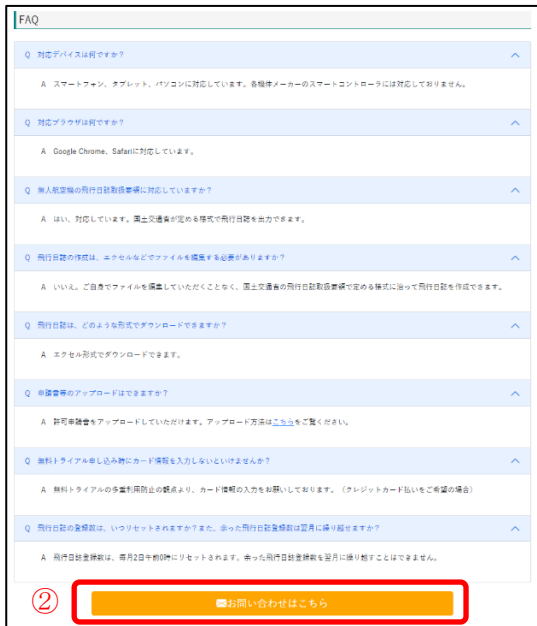 FAQ
Q 対応デバイスは何ですか？
A スマートフォン、タブレット、パソコンに対応しています。各機体メーカーのスマートコントローラには対応しておりません。
Q 対応ブラウザは何ですか？
A Google Chrome、Safariに対応しています。
Q 無人航空機の飛行日誌取扱要領に対応していますか？
A はい、対応しています。国土交通省が定める様式で飛行日誌を出力できます。
Q 飛行日誌の作成は、エクセルなどでファイルを編集する必要がありますか？
A いいえ。ご自身でファイルを編集していただくことなく、国土交通省の飛行日誌取扱要領で定める様式に沿って飛行日誌を作成できます。
Q 飛行日誌は、どのような形式でダウンロードできますか？
A エクセル形式でダウンロードできます。
Q 申請書等のアップロードはできますか？
A 許可申請書をアップロードしていただけます。アップロード方法はこちらをご覧ください。
Q 無料トライアル申し込み時にカード情報を入力しないといけませんか？
A 無料トライアルの多重利用防止の観点より、カード情報の入力をお願いしております。（クレジットカード払いをご希望の場合）
Q 飛行日誌の登録数は、いつリセットされますか？また、余った飛行日誌登録数は翌月に繰り越せますか？
A 飛行日誌登録数は、毎月2日午前0時にリセットされます。余った飛行日誌登録数を翌月に繰り越すことはできません。
② お問い合わせはこちら